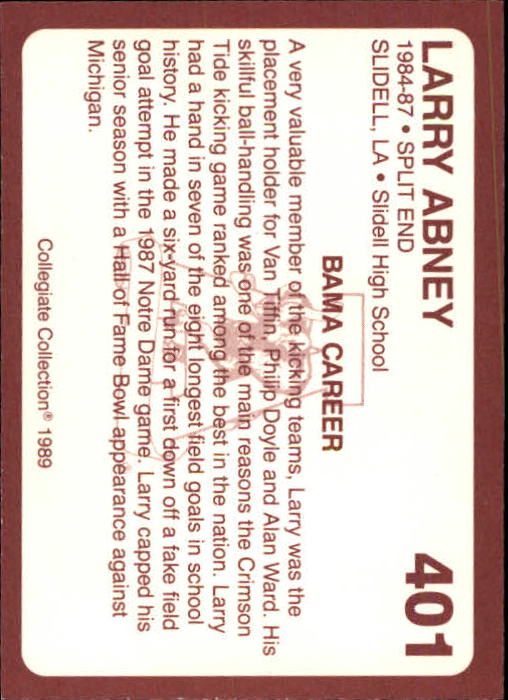 LARRY ABNEY 401
1984-87 • SPLIT END
SLIDELL, LA • Slidell High School
BAMA CAREER
A very valuable member of the kicking teams, Larry was the
placement holder for Van Tiffin, Philip Doyle and Alan Ward. His
skillful ball-handling was one of the main reasons the Crimson
Tide kicking game ranked among the best in the nation. Larry
had a hand in seven of the eight longest field goals in school
history. He made a six-yard run for a first down off a fake field
goal attempt in the 1987 Notre Dame game. Larry capped his
senior season with a Hall of Fame Bowl appearance against
Michigan.
Collegiate Collection® 1989